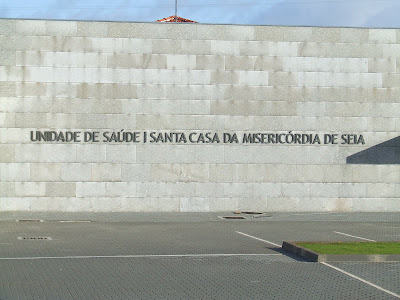 UNIDADE DE SAÚDE | SANTA CASA DA MISERICÓRDIA DE SEIA